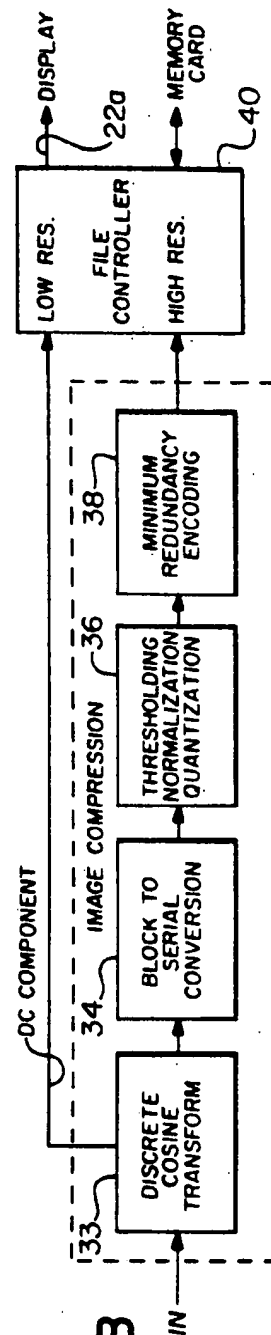 B
IN
33
DISCRETE
COSINE
TRANSFORM
DC COMPONENT
34
BLOCK TO
SERIAL
CONVERSION
IMAGE COMPRESSION
36
THRESHOLDING
NORMALIZATION
QUANTIZATION
38
MINIMUM
REDUNDANCY
ENCODING
LOW RES.
FILE
CONTROLLER
HIGH RES.
DISPLAY
22a
MEMORY
CARD
40